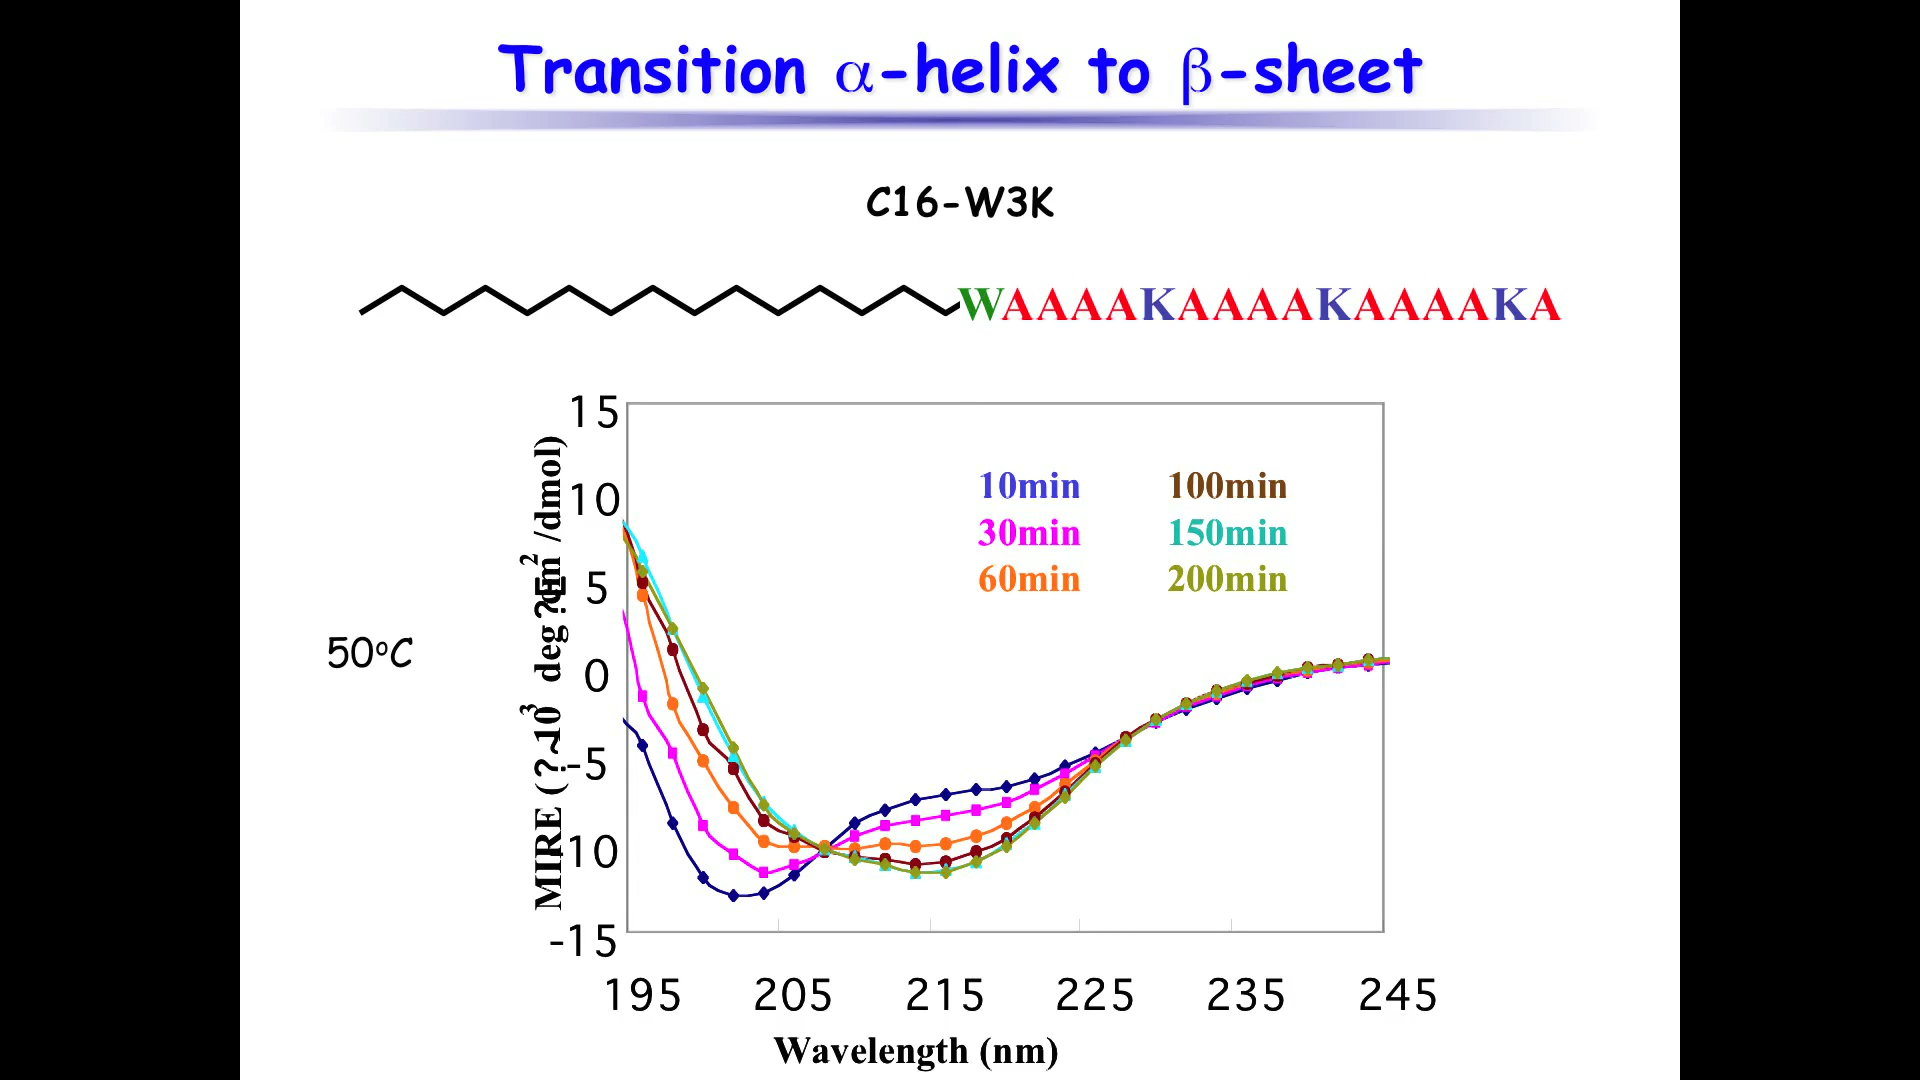 Transition α-helix to β-sheet
C16-W3K
WAAAAKAAAAKAAAAKA
15
10
5
0
-5
-10
-15
10min 100min
30min 150min
60min 200min
50°C
195 205 215 225 235 245
Wavelength (nm)